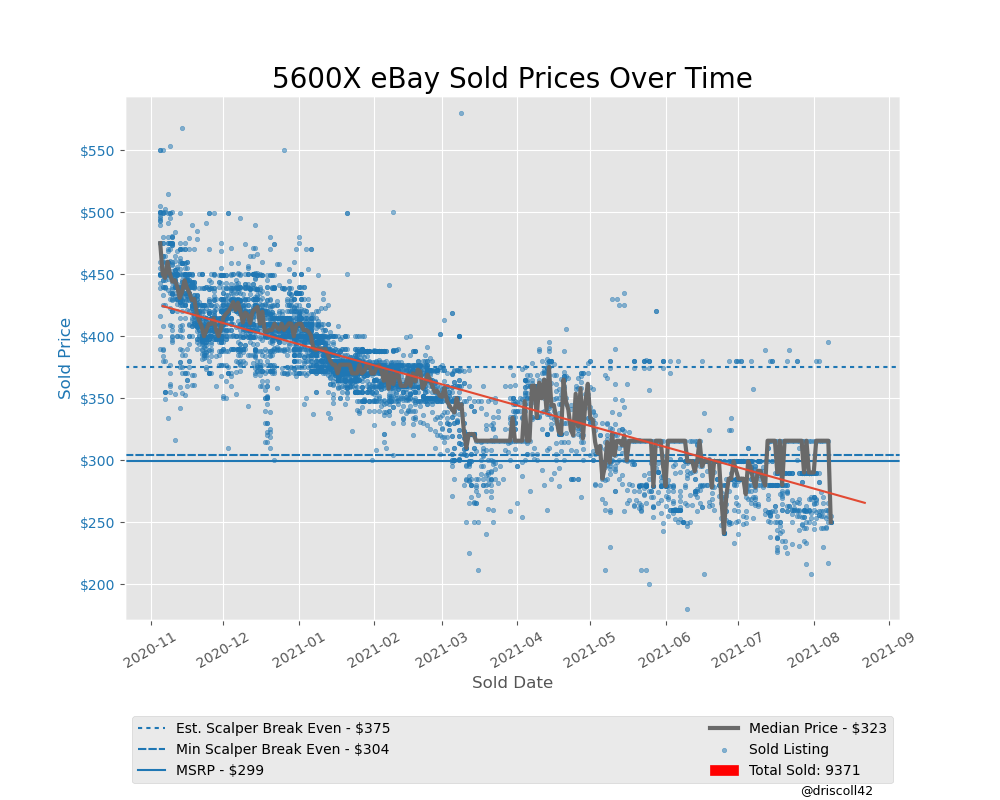 5600X eBay Sold Prices Over Time
$550
$500
$450
$400
$350
$300
$250
$200
Sold Price
2020-11
2020-12
2021-01
2021-02
2021-03
2021-04
2021-05
2021-06
2021-07
2021-08
2021-09
Sold Date
Est. Scalper Break Even - $375
Min Scalper Break Even - $304
MSRP - $299
Median Price - $323
Sold Listing
Total Sold: 9371
@driscoll42